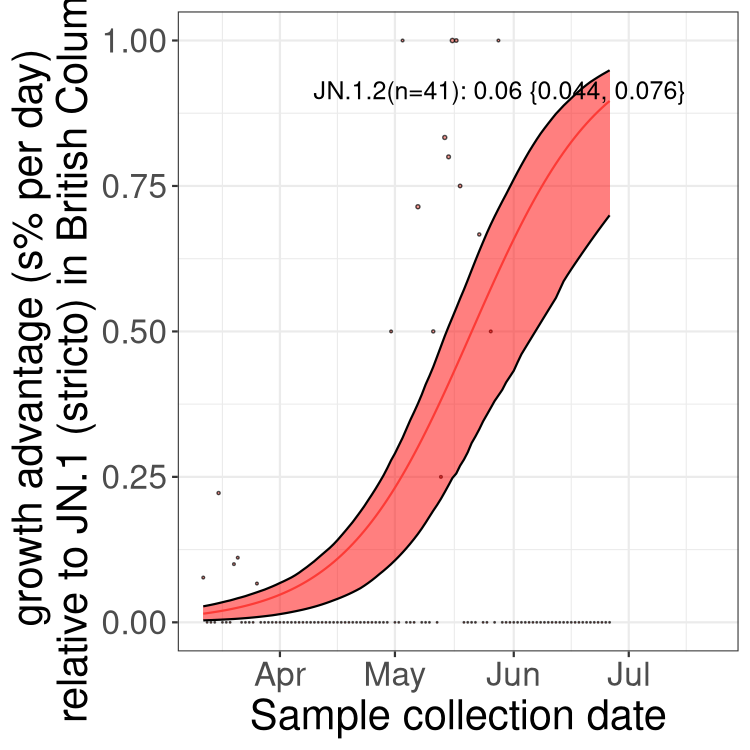 growth advantage (s% per day)
relative to JN.1 (stricto) in British Colum
1.00
0.75
0.50
0.25
0.00
JN.1.2(n=41): 0.06 {0.044, 0.076}
Apr May Jun Jul
Sample collection date